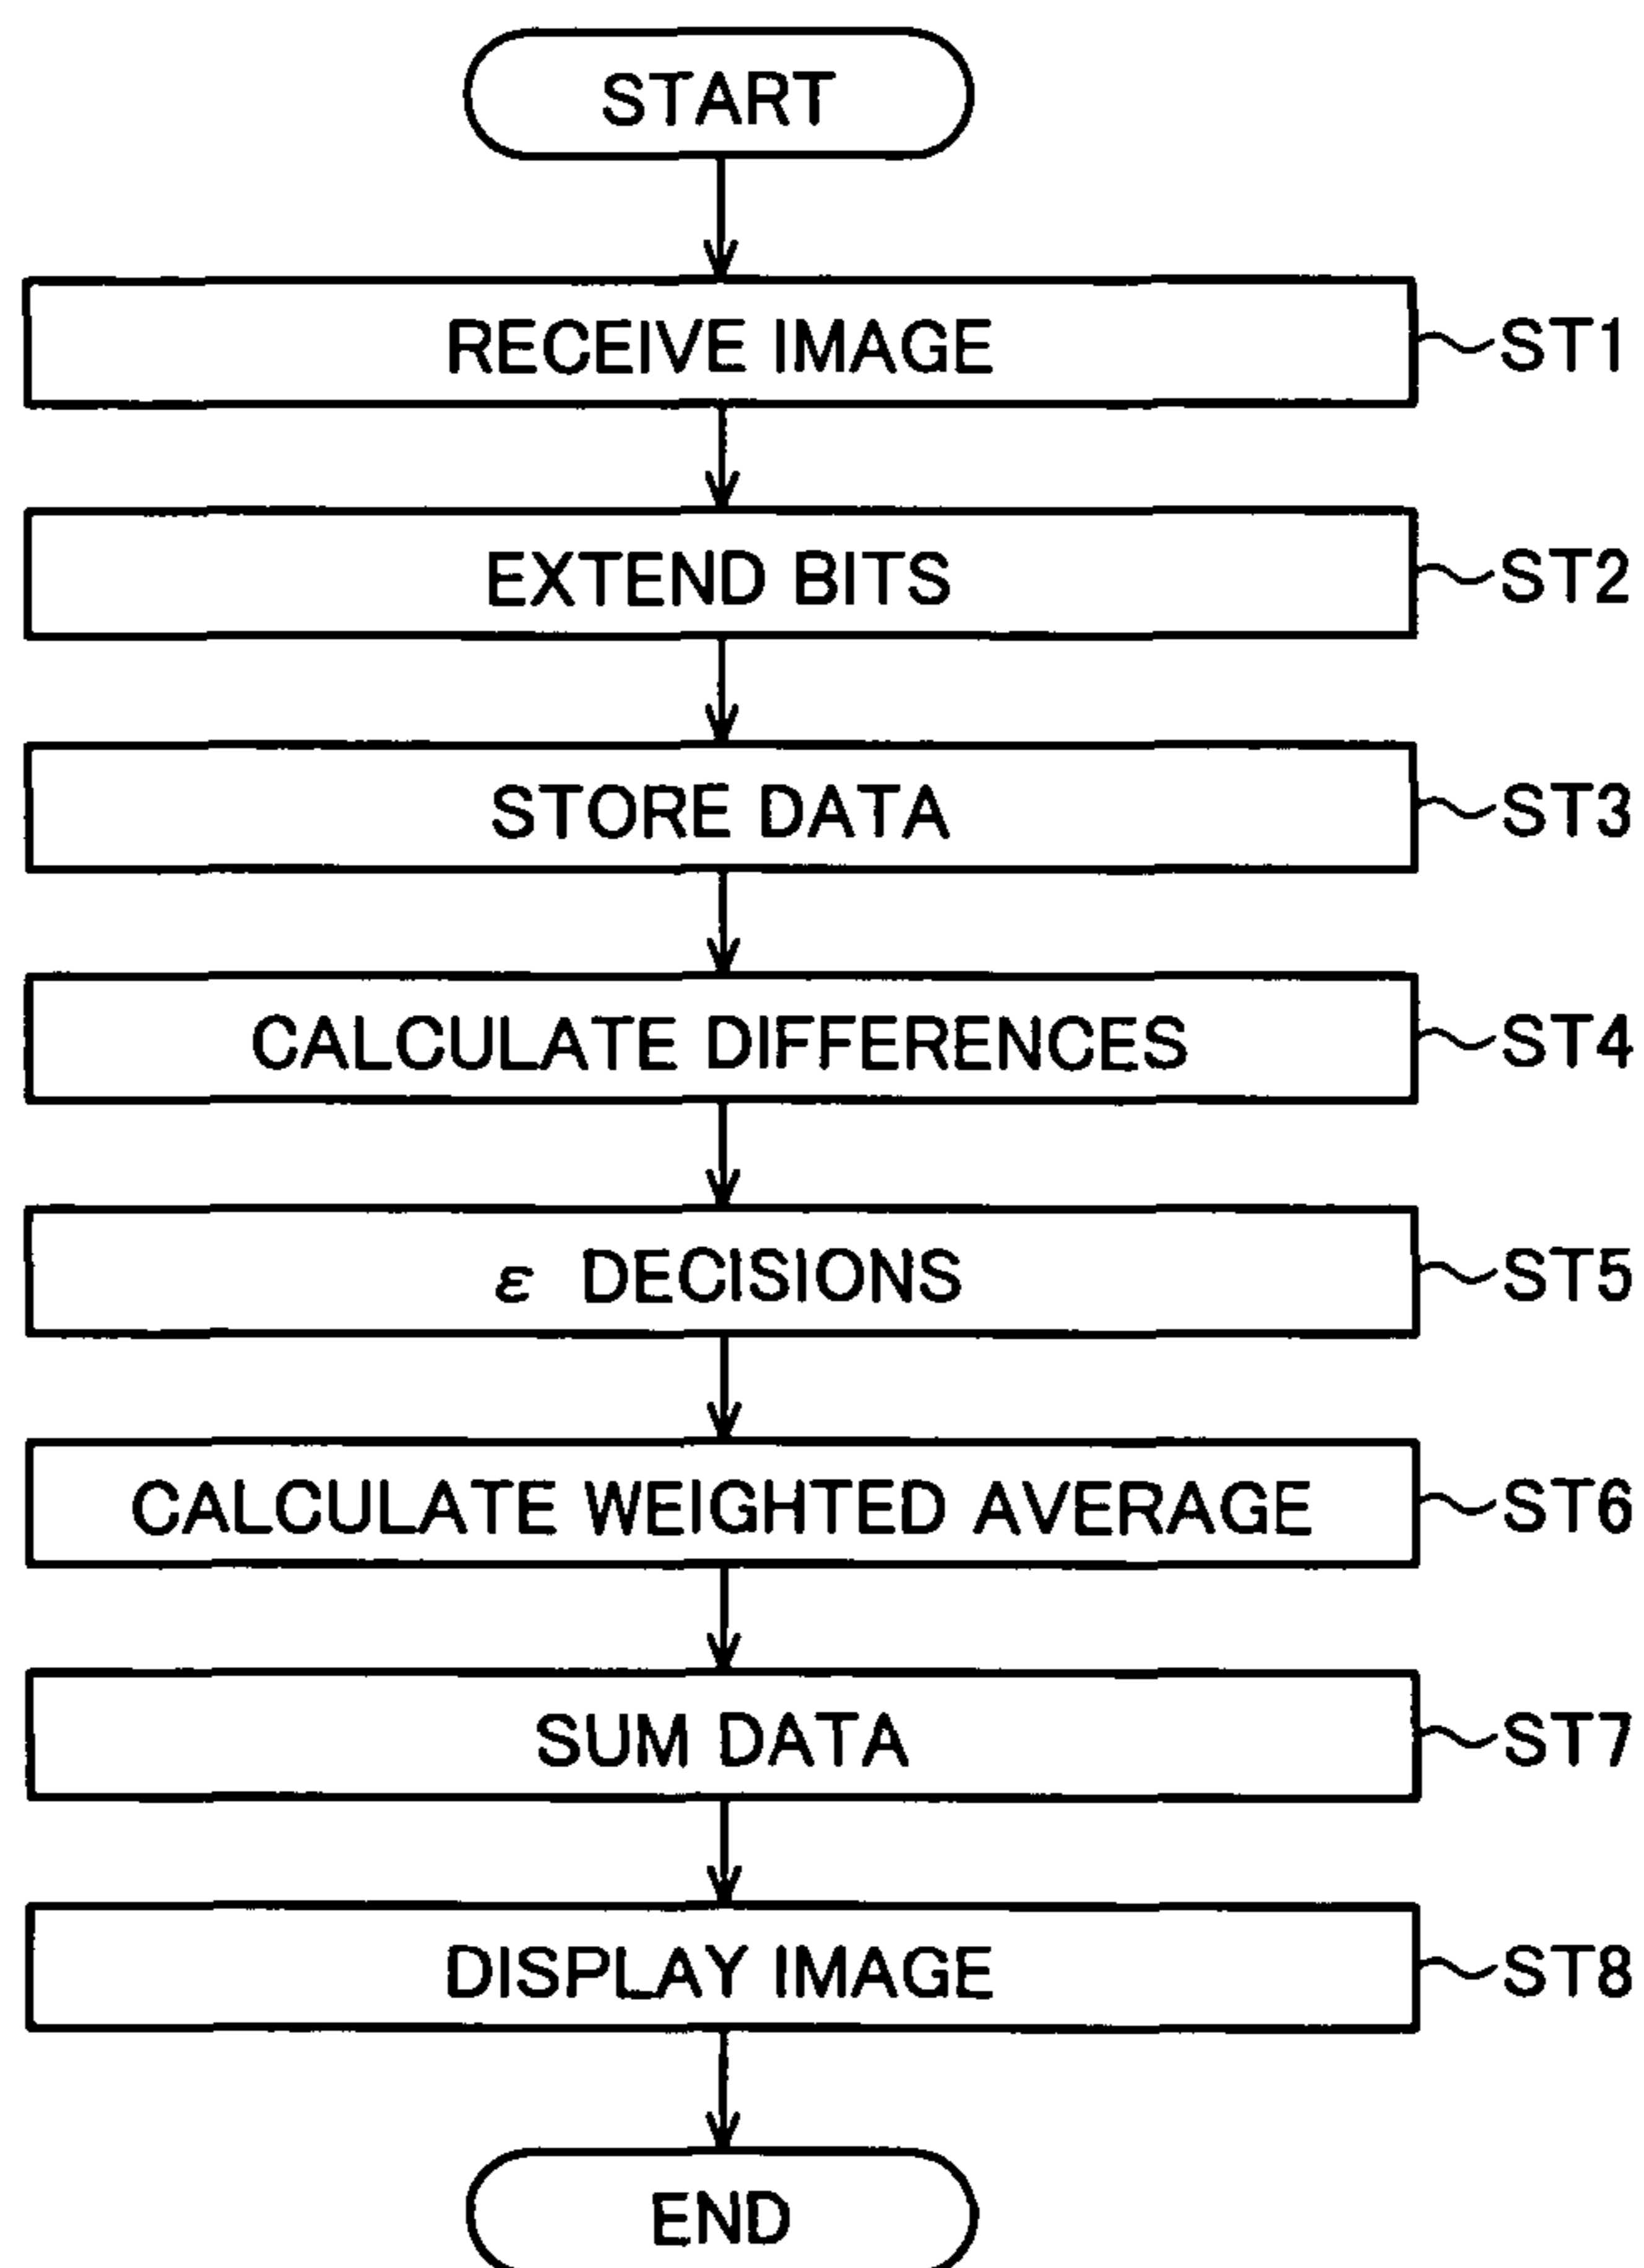 START
RECEIVE IMAGE ST1
EXTEND BITS ST2
STORE DATA ST3
CALCULATE DIFFERENCES ST4
ε DECISIONS ST5
CALCULATE WEIGHTED AVERAGE ST6
SUM DATA ST7
DISPLAY IMAGE ST8
END